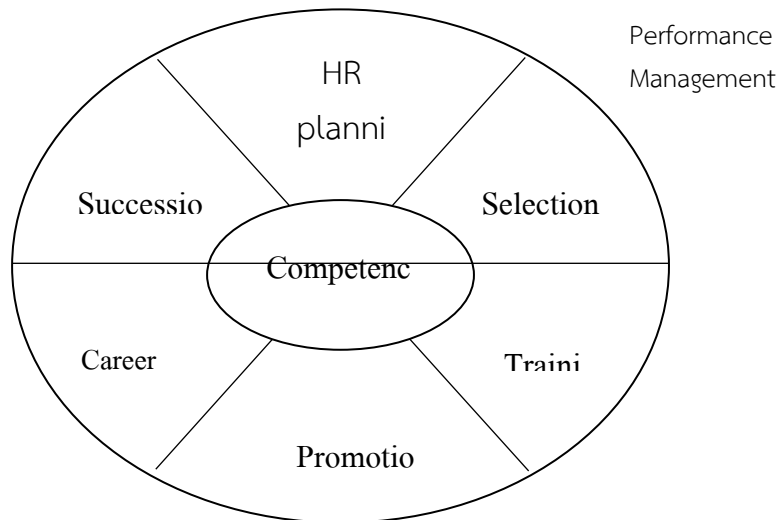 Performance
Management
HR
planni
Successio
Selection
Competenc
Career
Traini
Promotio